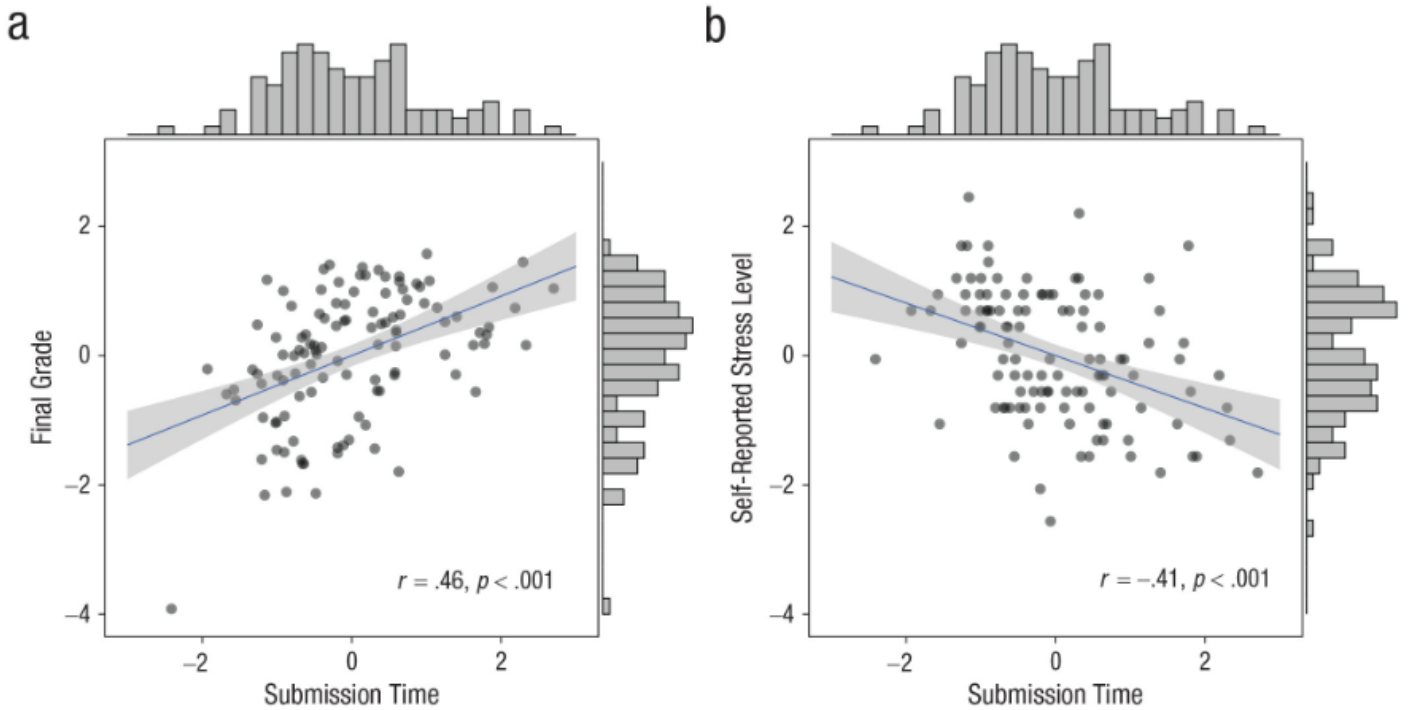 a
b
2
0
−2
−4
Final Grade
r = .46, p < .001
−2
0
2
Submission Time
2
0
−2
−4
Self-Reported Stress Level
r = −.41, p < .001
−2
0
2
Submission Time